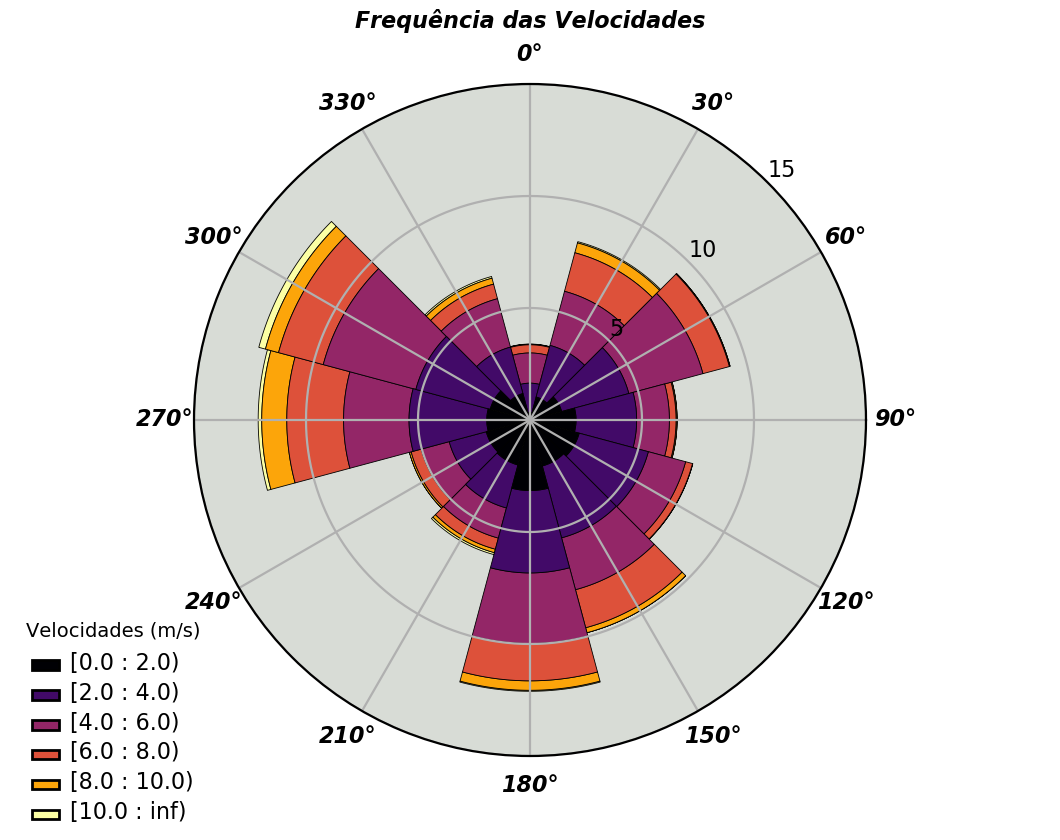 Frequência das Velocidades
0°
330°
30°
15
300°
60°
10
5
270°
90°
240°
120°
210°
150°
180°
Velocidades (m/s)
[0.0 : 2.0)
[2.0 : 4.0)
[4.0 : 6.0)
[6.0 : 8.0)
[8.0 : 10.0)
[10.0 : inf)